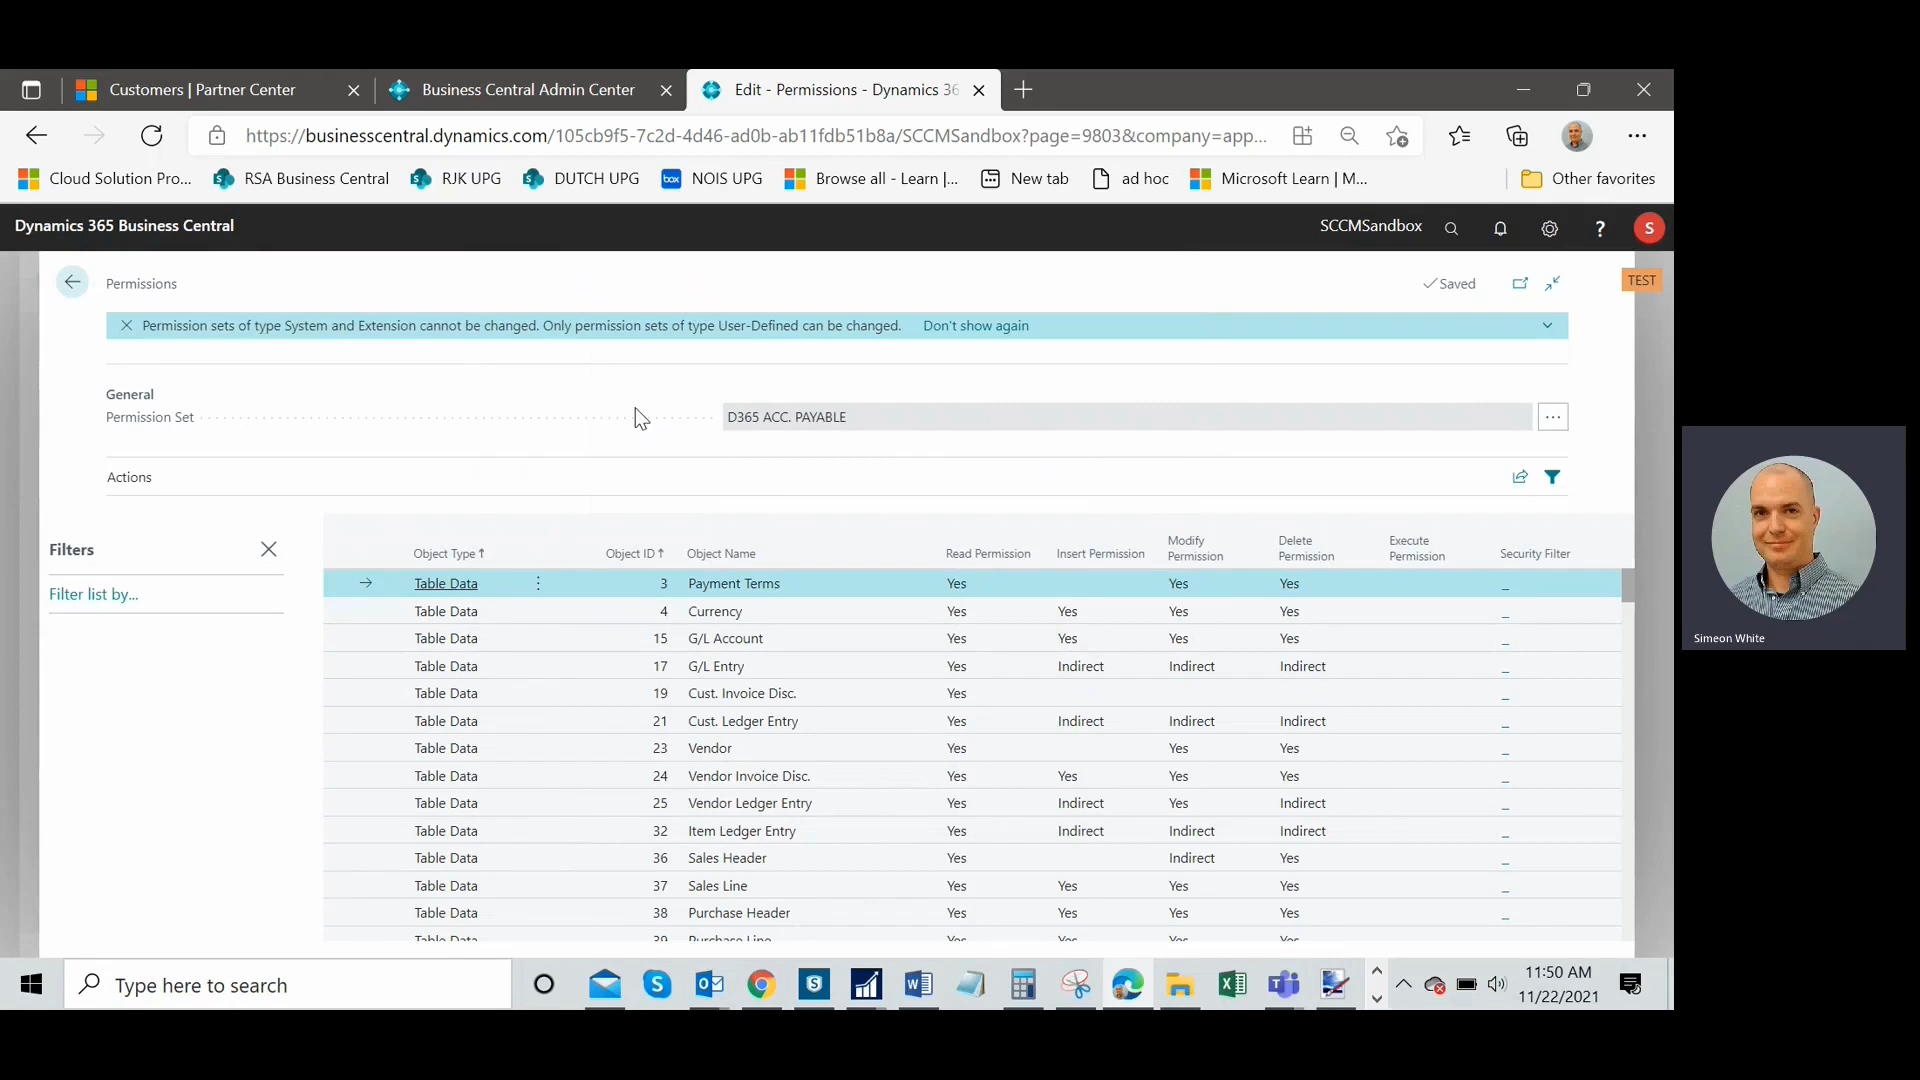 Customers | Partner Center
Business Central Admin Center
Edit - Permissions - Dynamics 36
https://businesscentral.dynamics.com/105cb9f5-7c2d-4d46-ad0b-ab11fdb51b8a/SCCMSandbox?page=9803&company=app...
Cloud Solution Pro...
RSA Business Central
RJK UPG
DUTCH UPG
box
NOIS UPG
Browse all - Learn |...
New tab
ad hoc
Microsoft Learn | M...
Other favorites
Dynamics 365 Business Central
SCCMSandbox
?
S
Permissions
Saved
TEST
Permission sets of type System and Extension cannot be changed. Only permission sets of type User-Defined can be changed. Don't show again
General
Permission Set D365 ACC. PAYABLE
Actions
Filters
Filter list by...
Object Type↑ Object ID↑ Object Name Read Permission Insert Permission Modify Permission Delete Permission Execute Permission Security Filter
Table Data 3 Payment Terms Yes Yes Yes _
Table Data 4 Currency Yes Yes Yes Yes _
Table Data 15 G/L Account Yes Yes Yes Yes _
Table Data 17 G/L Entry Yes Indirect Indirect Indirect _
Table Data 19 Cust. Invoice Disc. Yes _
Table Data 21 Cust. Ledger Entry Yes Indirect Indirect Indirect _
Table Data 23 Vendor Yes Yes Yes _
Table Data 24 Vendor Invoice Disc. Yes Yes Yes Yes _
Table Data 25 Vendor Ledger Entry Yes Indirect Yes Indirect _
Table Data 32 Item Ledger Entry Yes Indirect Indirect Indirect _
Table Data 36 Sales Header Yes Indirect Yes _
Table Data 37 Sales Line Yes Yes Yes Yes _
Table Data 38 Purchase Header Yes Yes Yes Yes _
Table Data 39 Purchase Line Yes Yes Yes Yes
Simeon White
Type here to search
11:50 AM
11/22/2021